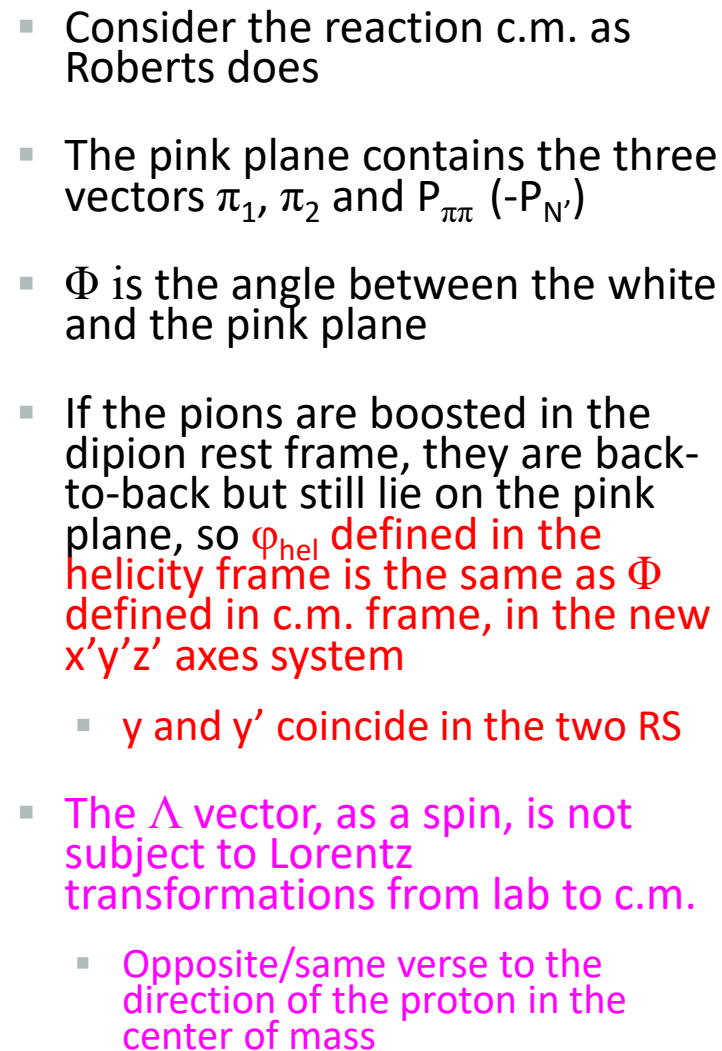 ▪ Consider the reaction c.m. as
Roberts does
▪ The pink plane contains the three
vectors π₁, π₂ and Pππ (-PN’)
▪ Φ is the angle between the white
and the pink plane
▪ If the pions are boosted in the
dipion rest frame, they are back-
to-back but still lie on the pink
plane, so φhel defined in the
helicity frame is the same as Φ
defined in c.m. frame, in the new
x’y’z’ axes system
▪ y and y’ coincide in the two RS
▪ The Λ vector, as a spin, is not
subject to Lorentz
transformations from lab to c.m.
▪ Opposite/same verse to the
direction of the proton in the
center of mass